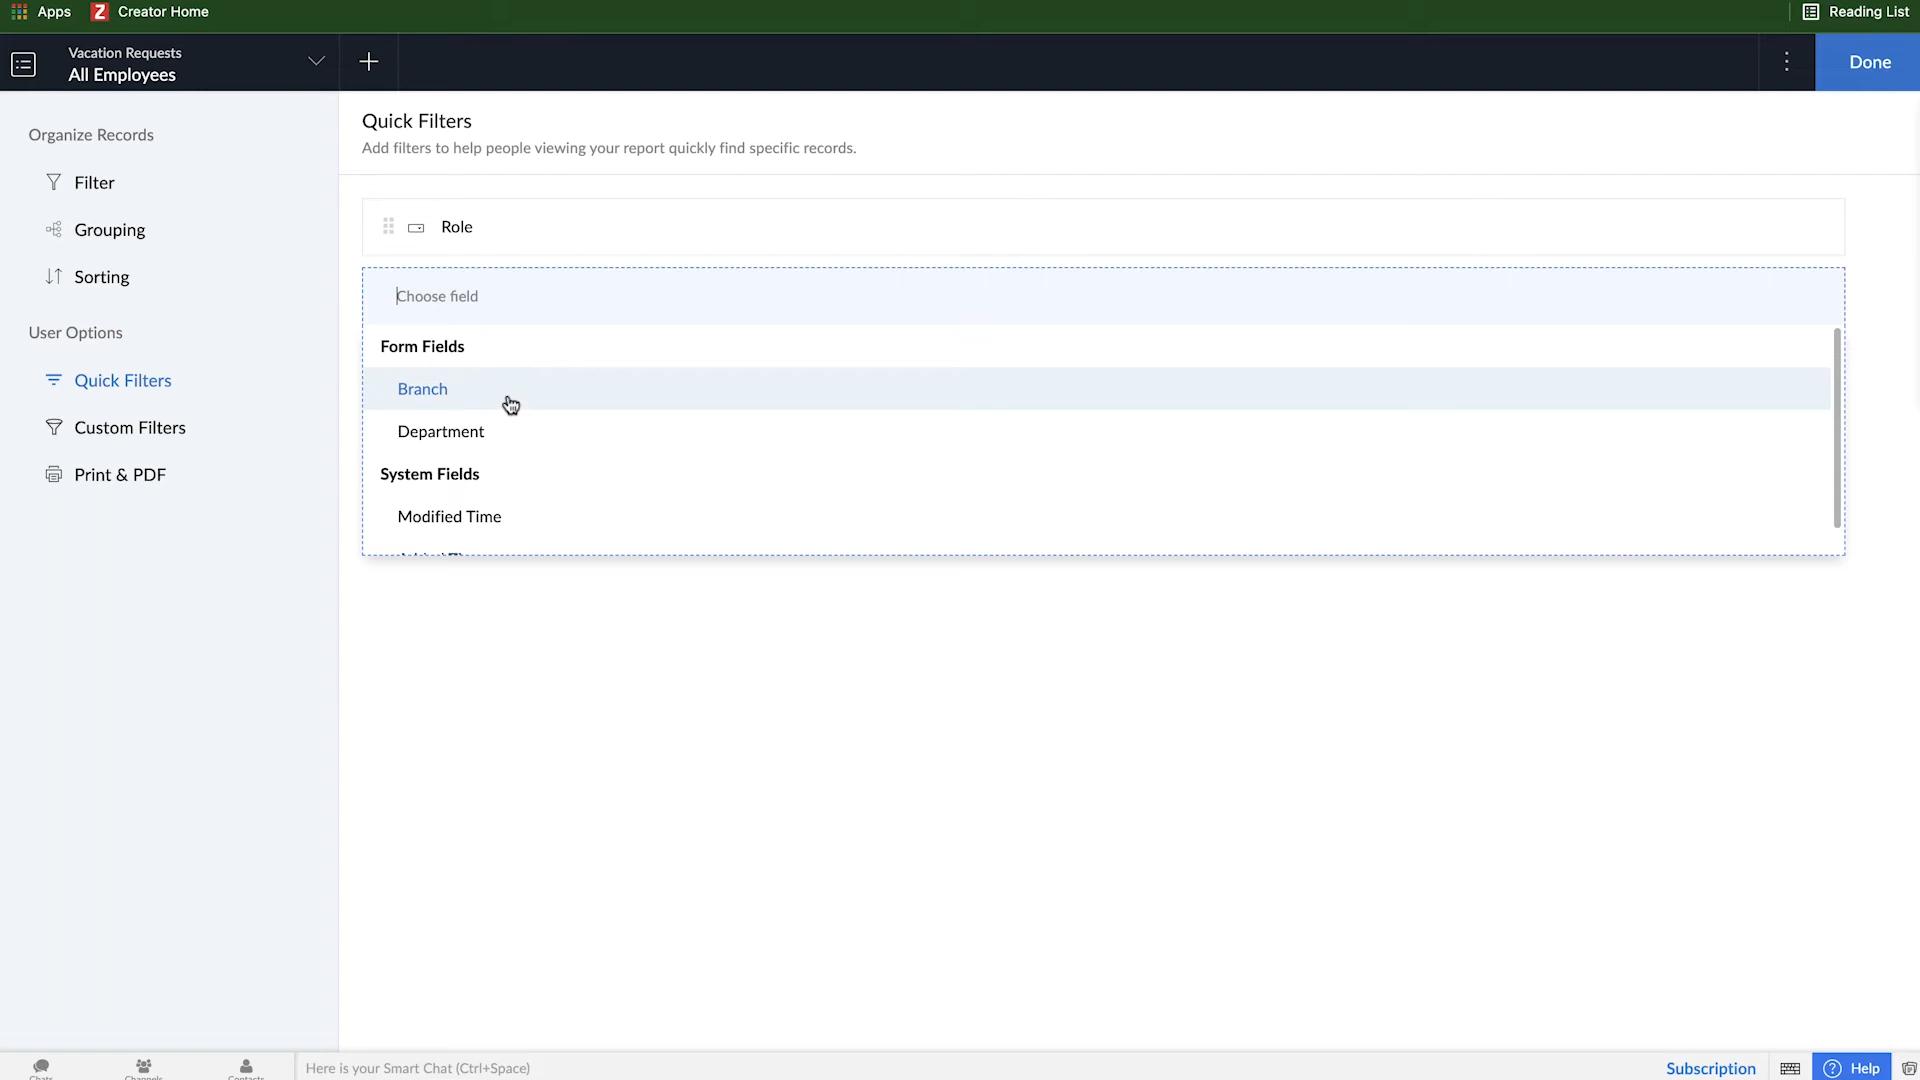 Apps
Creator Home
Reading List
Vacation Requests
All Employees
Done
Organize Records
Filter
Grouping
Sorting
User Options
Quick Filters
Custom Filters
Print & PDF
Quick Filters
Add filters to help people viewing your report quickly find specific records.
Role
Choose field
Form Fields
Branch
Department
System Fields
Modified Time
Chats
Channels
Contacts
Here is your Smart Chat (Ctrl+Space)
Subscription
Help